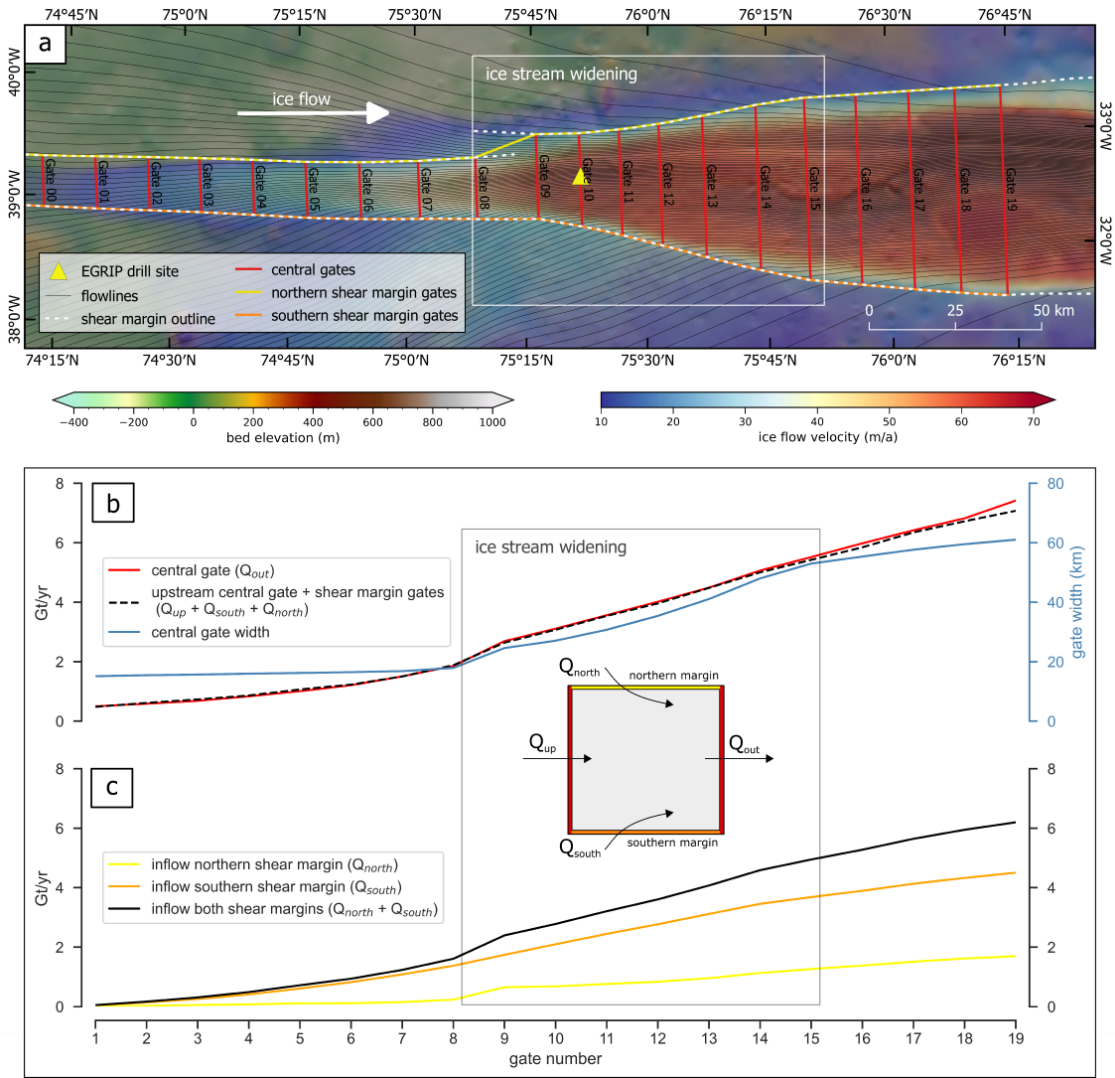 74°45'W 75°0'W 75°15'W 75°30'W 75°45'W 76°0'W 76°15'W 76°30'W 76°45'W
a
40°0'W
39°0'W
38°0'W
33°0'W
32°0'W
ice stream widening
ice flow
Gate 00
Gate 01
Gate 02
Gate 03
Gate 04
Gate 05
Gate 06
Gate 07
Gate 08
Gate 09
Gate 10
Gate 11
Gate 12
Gate 13
Gate 14
Gate 15
Gate 16
Gate 17
Gate 18
Gate 19
EGRIP drill site
flowlines
shear margin outline
central gates
northern shear margin gates
southern shear margin gates
0 25 50 km
74°15'W 74°30'W 74°45'W 75°0'W 75°15'W 75°30'W 75°45'W 76°0'W 76°15'W
−400 −200 0 200 400 600 800 1000
bed elevation (m)
10 20 30 40 50 60 70
ice flow velocity (m/a)
b
8
6
4
2
0
Gt/yr
80
60
40
20
0
gate width (km)
ice stream widening
central gate (Qout)
upstream central gate + shear margin gates
(Qup + Qsouth + Qnorth)
central gate width
Qnorth
northern margin
Qup
Qout
Qsouth
southern margin
c
8
6
4
2
0
Gt/yr
8
6
4
2
0
inflow northern shear margin (Qnorth)
inflow southern shear margin (Qsouth)
inflow both shear margins (Qnorth + Qsouth)
1 2 3 4 5 6 7 8 9 10 11 12 13 14 15 16 17 18 19
gate number